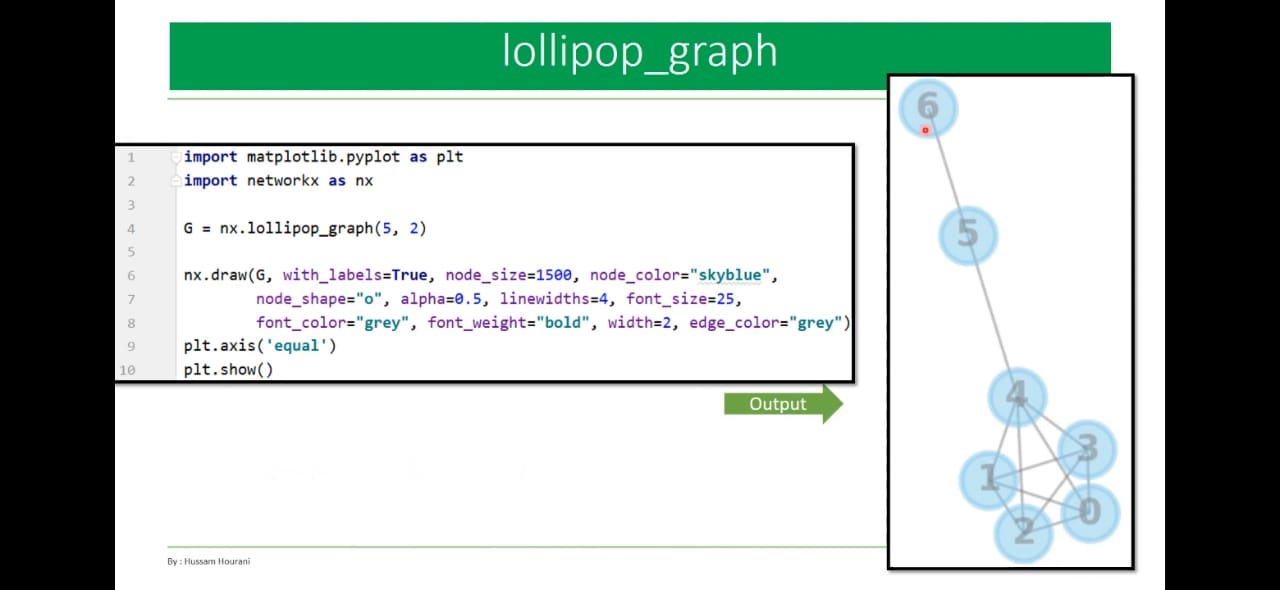 lollipop_graph
1 import matplotlib.pyplot as plt
2 import networkx as nx
3
4 G = nx.lollipop_graph(5, 2)
5
6 nx.draw(G, with_labels=True, node_size=1500, node_color="skyblue",
7 node_shape="o", alpha=0.5, linewidths=4, font_size=25,
8 font_color="grey", font_weight="bold", width=2, edge_color="grey")
9 plt.axis('equal')
10 plt.show()
Output
6
5
4
3
1
0
2
By : Hussam Hourani